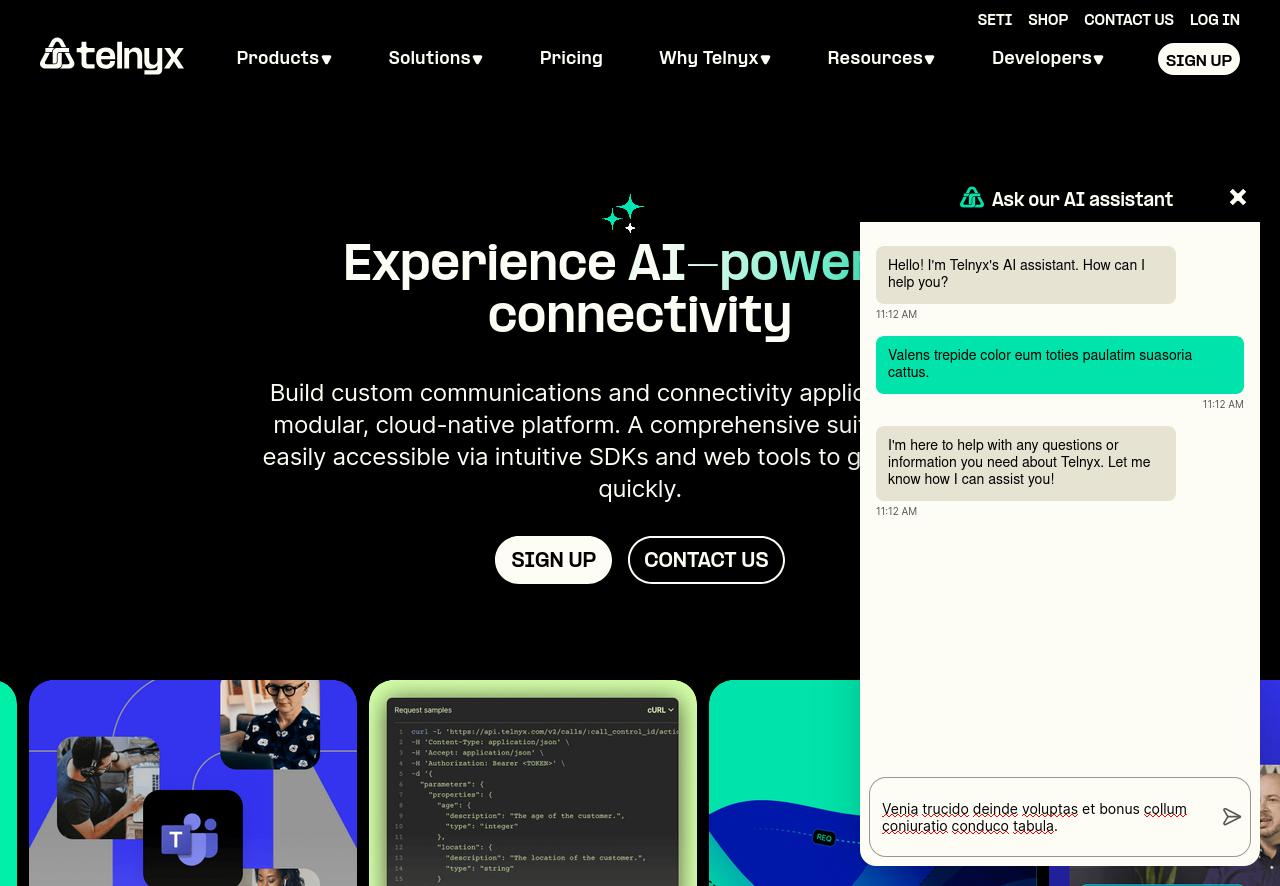 SETI SHOP CONTACT US LOG IN
telnyx Products Solutions Pricing Why Telnyx Resources Developers SIGN UP
Experience AI—power
connectivity
Build custom communications and connectivity applic
modular, cloud-native platform. A comprehensive sui
easily accessible via intuitive SDKs and web tools to g
quickly.
SIGN UP CONTACT US
Ask our AI assistant
Hello! I'm Telnyx's AI assistant. How can I
help you?
11:12 AM
Valens trepide color eum toties paulatim suasoria
cattus.
11:12 AM
I'm here to help with any questions or
information you need about Telnyx. Let me
know how I can assist you!
11:12 AM
Venia trucido deinde voluptas et bonus collum
coniuratio conduco tabula.
T
Request samples cURL
1 curl -L 'https://api.telnyx.com/v2/calls/:call_control_id/actio
2 -H 'Content-Type: application/json' \
3 -H 'Accept: application/json' \
4 -H 'Authorization: Bearer <TOKEN>' \
5 -d '{
6 "parameters": {
7 "properties": {
8 "age": {
9 "description": "The age of the customer.",
10 "type": "integer"
11 },
12 "location": {
13 "description": "The location of the customer.",
14 "type": "string"
15 }
REQ